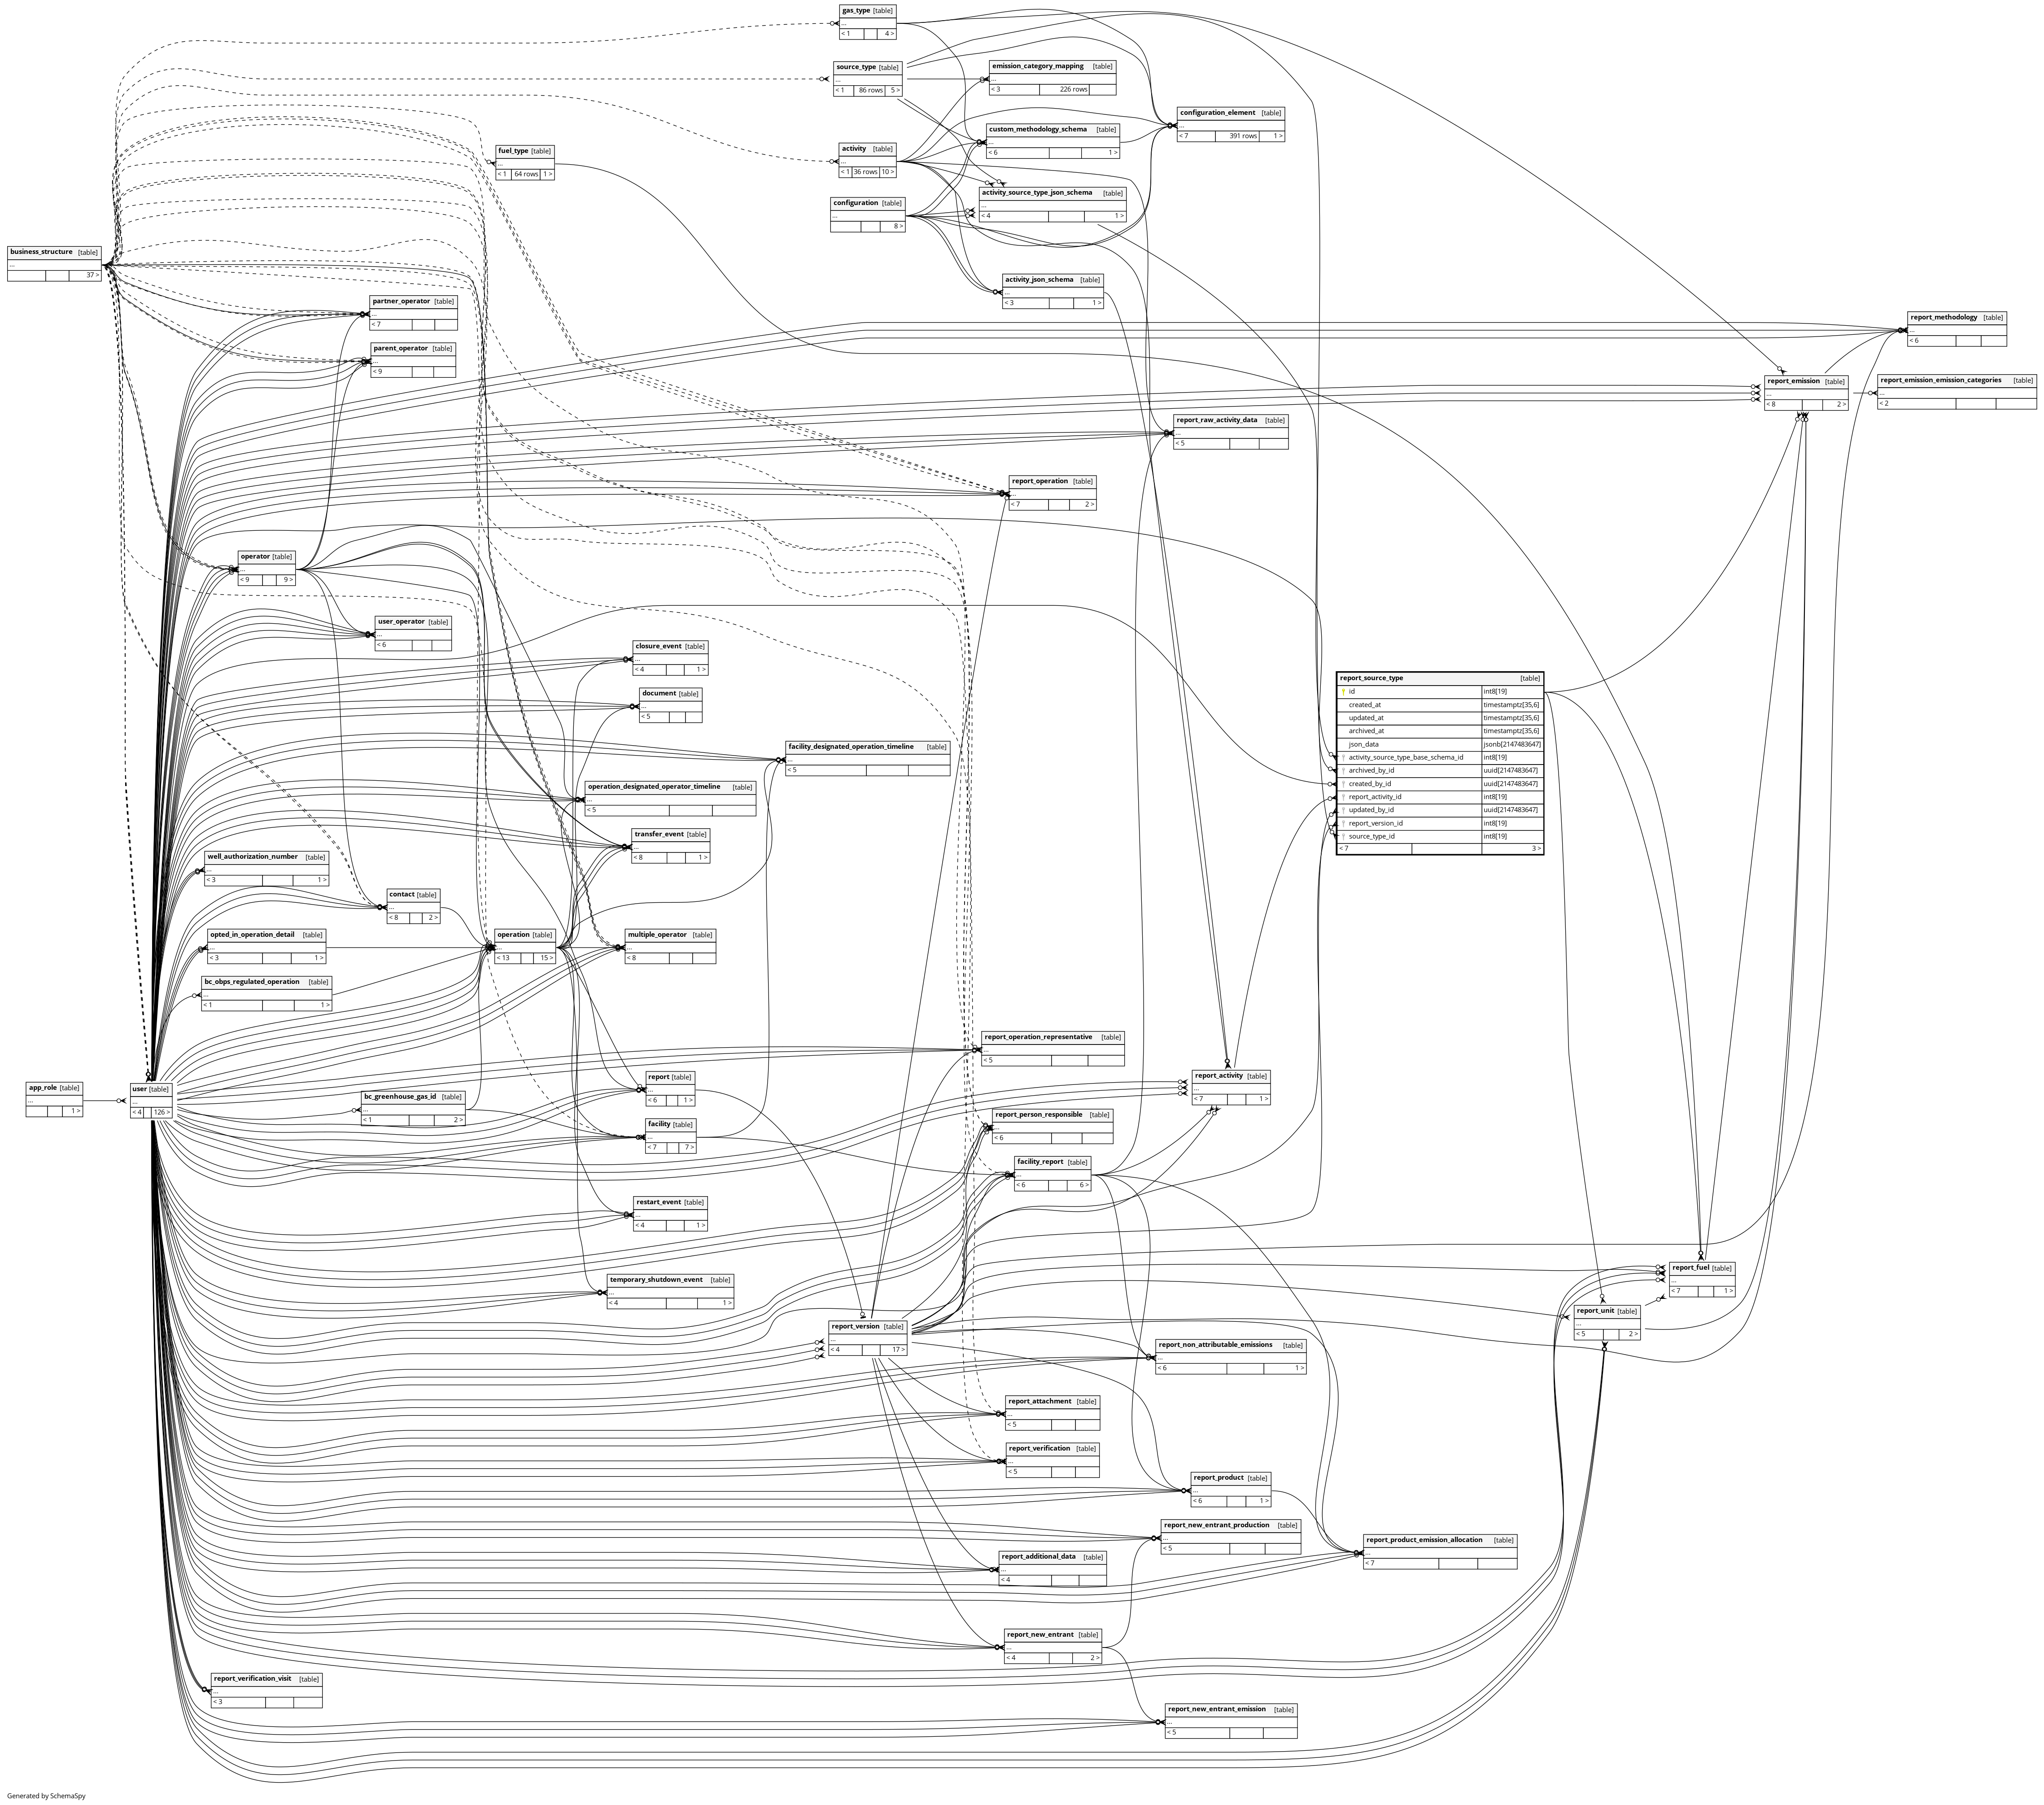 gas_type [table]
...
< 1 4 >
source_type [table]
...
< 1 86 rows 5 >
emission_category_mapping [table]
...
< 3 226 rows
configuration_element [table]
...
< 7 391 rows 1 >
custom_methodology_schema [table]
...
< 6 1 >
fuel_type [table]
...
< 1 64 rows 1 >
activity [table]
...
< 1 36 rows 10 >
activity_source_type_json_schema [table]
...
< 4 1 >
configuration [table]
...
8 >
business_structure [table]
...
37 >
activity_json_schema [table]
...
< 3 1 >
partner_operator [table]
...
< 7
report_methodology [table]
...
< 6
parent_operator [table]
...
< 9
report_emission [table]
...
< 8 2 >
report_emission_emission_categories [table]
...
< 2
report_raw_activity_data [table]
...
< 5
report_operation [table]
...
< 7 2 >
operator [table]
...
< 9 9 >
user_operator [table]
...
< 6
closure_event [table]
...
< 4 1 >
report_source_type [table]
id int8[19]
created_at timestamptz[35,6]
updated_at timestamptz[35,6]
archived_at timestamptz[35,6]
json_data jsonb[2147483647]
activity_source_type_base_schema_id int8[19]
archived_by_id uuid[2147483647]
created_by_id uuid[2147483647]
report_activity_id int8[19]
updated_by_id uuid[2147483647]
report_version_id int8[19]
source_type_id int8[19]
< 7 3 >
document [table]
...
< 5
facility_designated_operation_timeline [table]
...
< 5
operation_designated_operator_timeline [table]
...
< 5
transfer_event [table]
...
< 8 1 >
well_authorization_number [table]
...
< 3 1 >
contact [table]
...
< 8 2 >
opted_in_operation_detail [table]
...
< 3 1 >
operation [table]
...
< 13 15 >
multiple_operator [table]
...
< 8
bc_obps_regulated_operation [table]
...
< 1 1 >
report_operation_representative [table]
...
< 5
app_role [table]
...
1 >
user [table]
...
< 4 126 >
bc_greenhouse_gas_id [table]
...
< 1 2 >
report [table]
...
< 6 1 >
report_activity [table]
...
< 7 1 >
facility [table]
...
< 7 7 >
report_person_responsible [table]
...
< 6
facility_report [table]
...
< 6 6 >
restart_event [table]
...
< 4 1 >
temporary_shutdown_event [table]
...
< 4 1 >
report_fuel [table]
...
< 7 1 >
report_unit [table]
...
< 5 2 >
report_version [table]
...
< 4 17 >
report_non_attributable_emissions [table]
...
< 6 1 >
report_attachment [table]
...
< 5
report_verification [table]
...
< 5
report_product [table]
...
< 6 1 >
report_new_entrant_production [table]
...
< 5
report_product_emission_allocation [table]
...
< 7
report_additional_data [table]
...
< 4
report_new_entrant [table]
...
< 4 2 >
report_verification_visit [table]
...
< 3
report_new_entrant_emission [table]
...
< 5
Generated by SchemaSpy